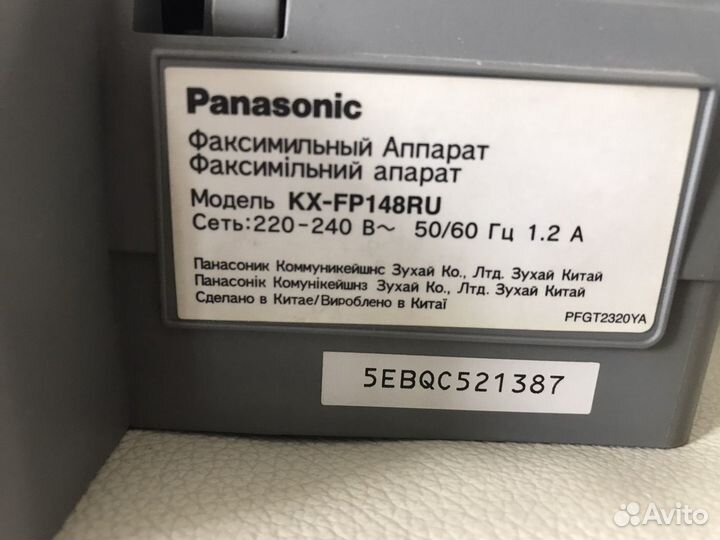 Panasonic
Факсимильный Аппарат
Факсимільний апарат
Модель KX-FP148RU
Сеть:220-240 В~ 50/60 Гц 1.2 А
Панасоник Коммуникейшнс Зухай Ко., Лтд. Зухай Китай
Панасонік Комунікейшнз Зухай Ко., Лтд. Зухай Китай
Сделано в Китае/Вироблено в Китаї
PFGT2320YA
5EBQC521387
Avito